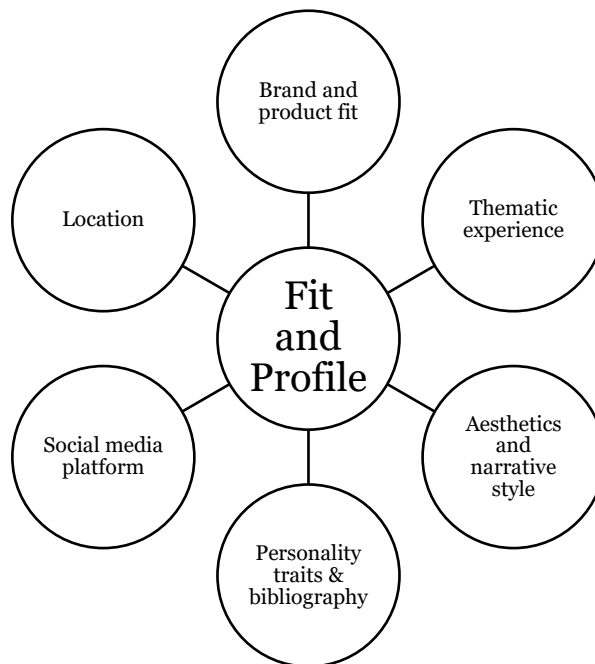 Brand and
product fit
Thematic
experience
Location
Fit
and
Profile
Aesthetics
and
narrative
style
Social media
platform
Personality
traits &
bibliography